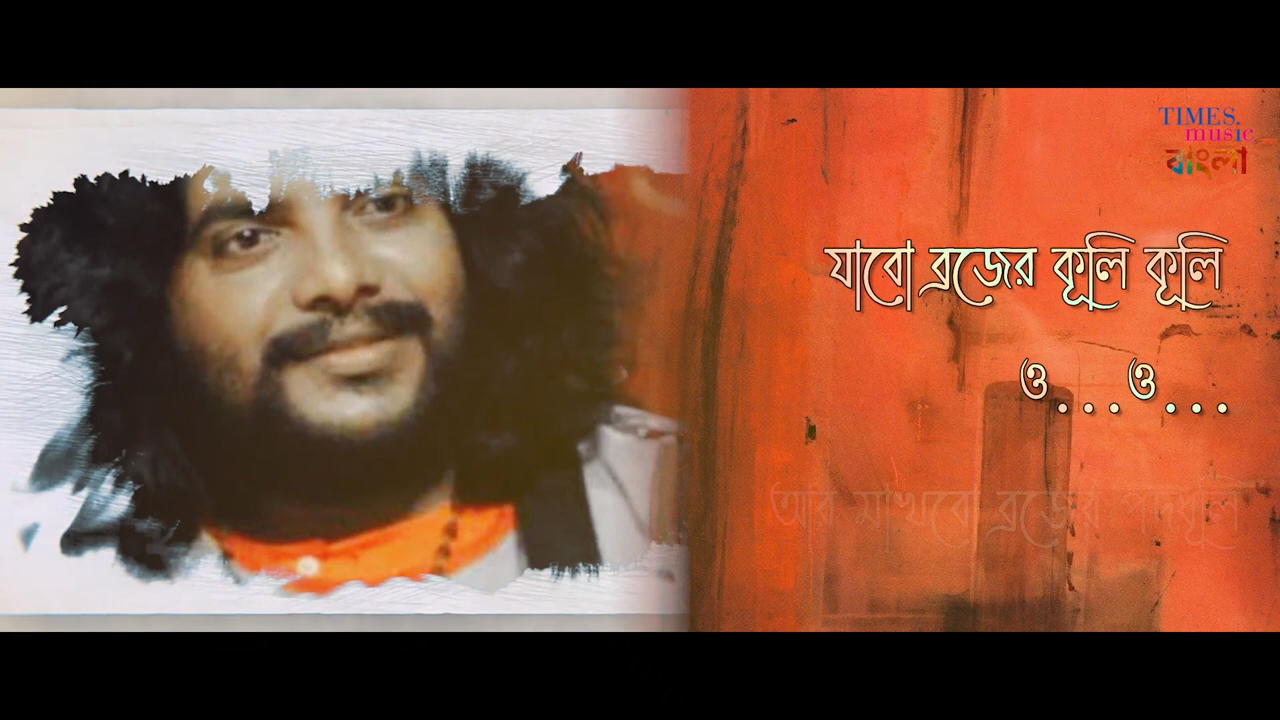 TIMES.
music
বাংলা
যাবো ব্রজের কূলি কূলি
ও...ও...
আর মাখবো ব্রজের পদধূলি